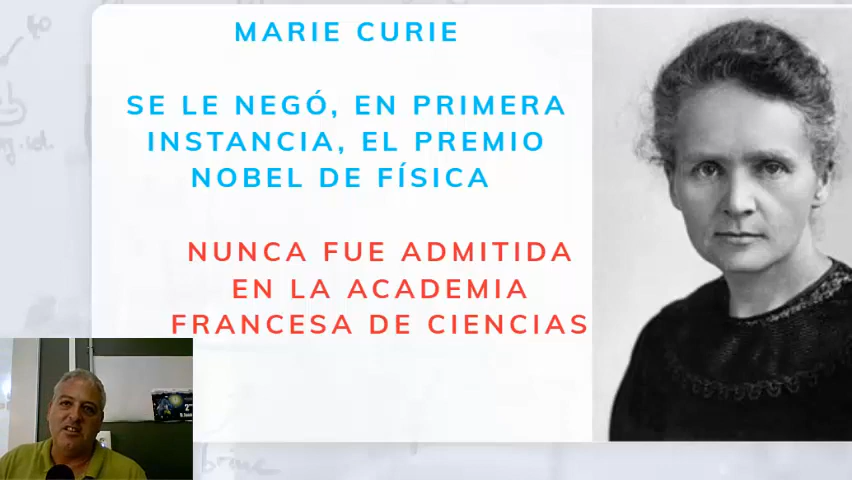 MARIE CURIE
SE LE NEGÓ, EN PRIMERA
INSTANCIA, EL PREMIO
NOBEL DE FÍSICA
NUNCA FUE ADMITIDA
EN LA ACADEMIA
FRANCESA DE CIENCIAS